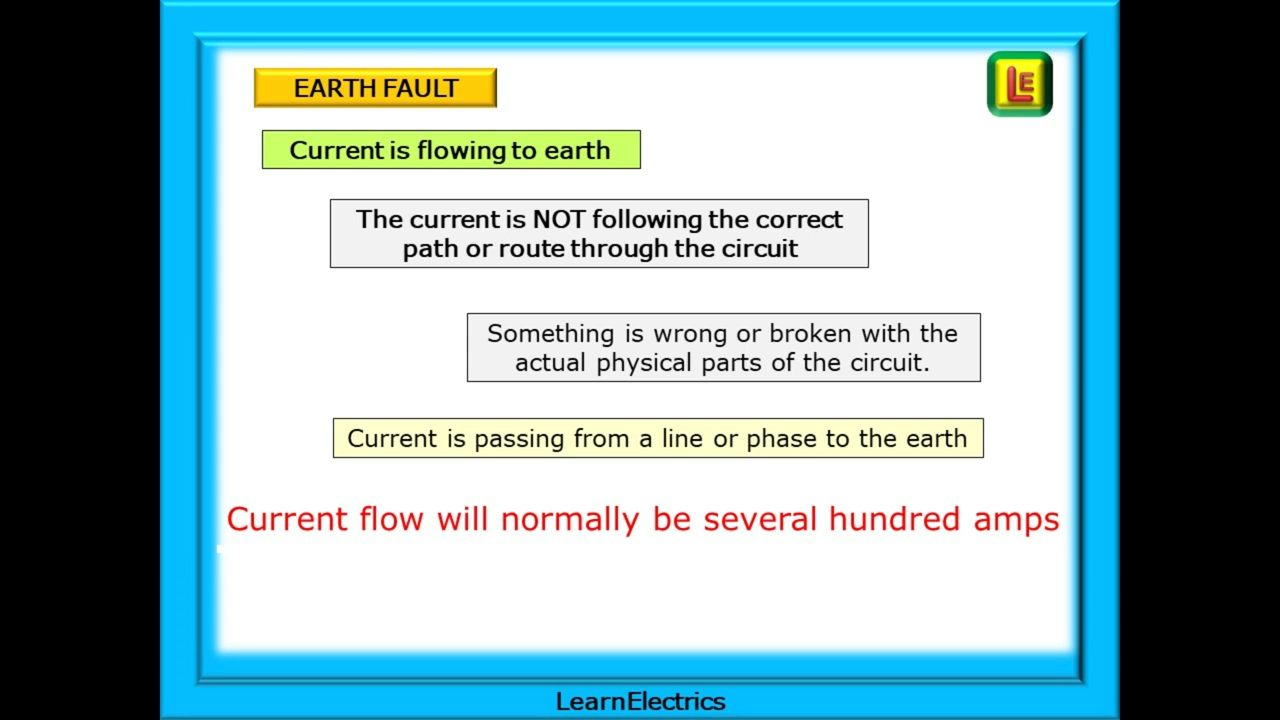 EARTH FAULT
LE
Current is flowing to earth
The current is NOT following the correct
path or route through the circuit
Something is wrong or broken with the
actual physical parts of the circuit.
Current is passing from a line or phase to the earth
Current flow will normally be several hundred amps
LearnElectrics